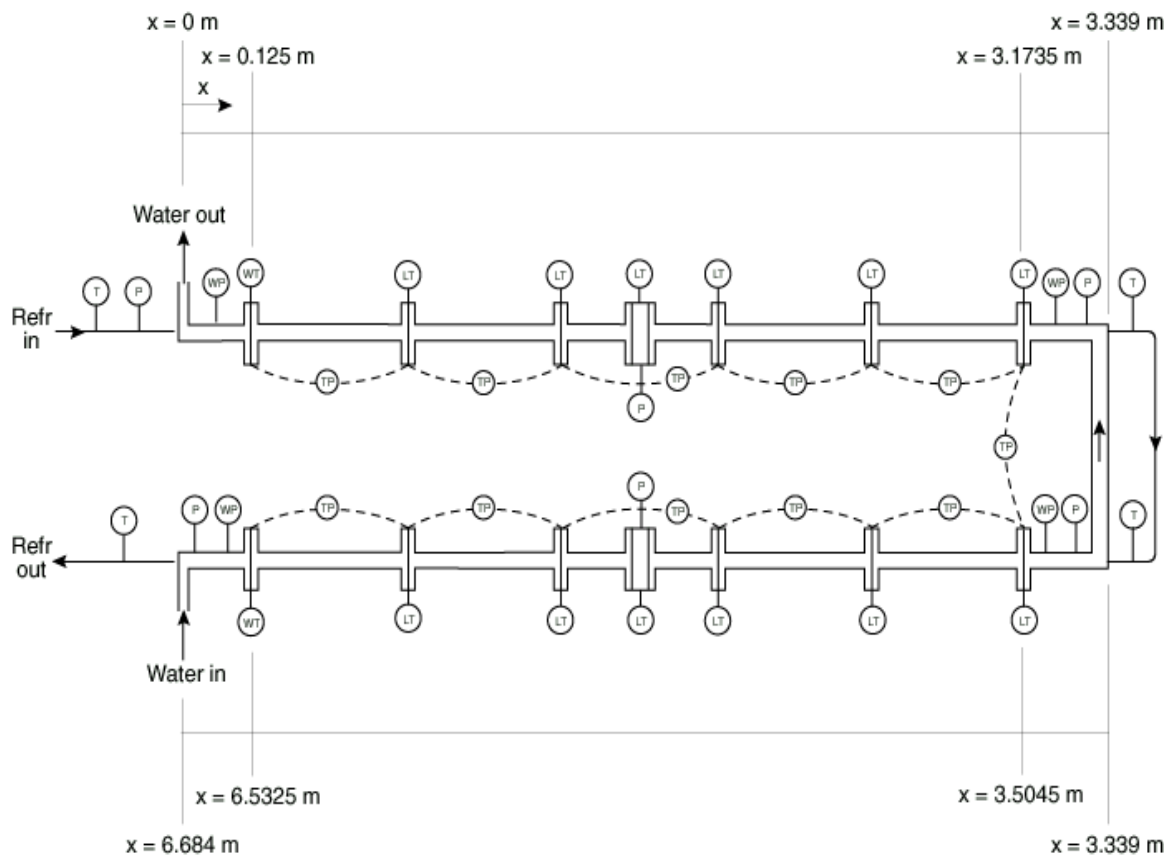 x = 0 m
x = 3.339 m
x = 0.125 m
x = 3.1735 m
x
Water out
WT LT LT LT LT LT LT
T P WP WP P T
Refr
in
TP TP TP TP TP
P
TP
P
TP TP TP TP TP
T P WP WP P T
Refr
out
WT LT LT LT LT LT LT
Water in
x = 6.5325 m
x = 3.5045 m
x = 6.684 m
x = 3.339 m